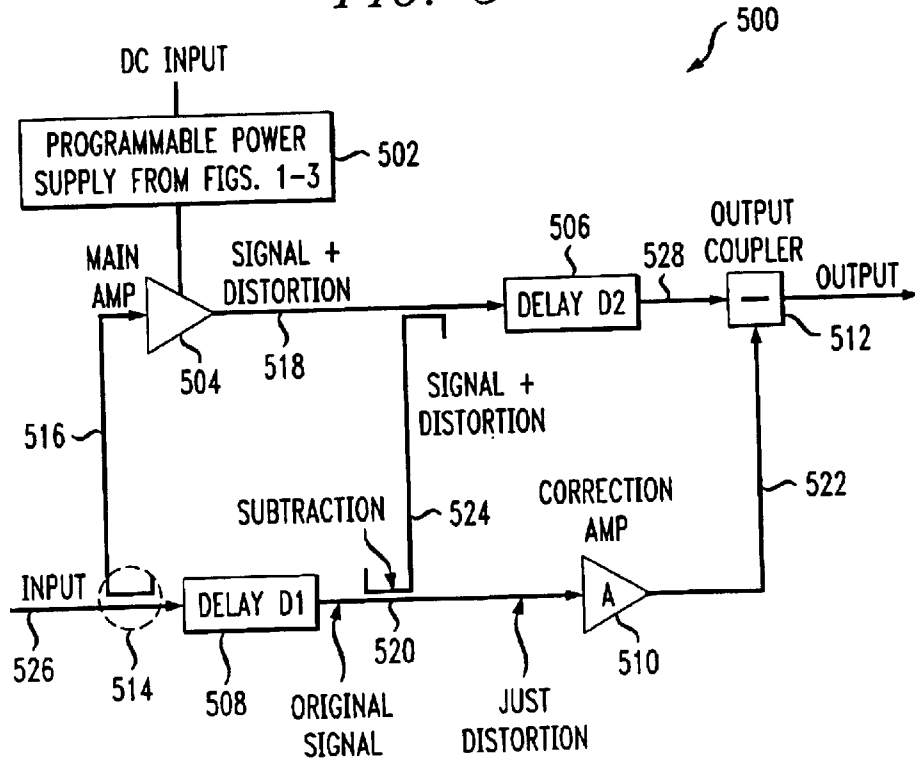 500
DC INPUT
PROGRAMMABLE POWER
SUPPLY FROM FIGS. 1-3
502
MAIN
AMP
SIGNAL +
DISTORTION
506
528
OUTPUT
COUPLER
DELAY D2
—
OUTPUT
504
518
512
SIGNAL +
DISTORTION
516
522
CORRECTION
AMP
SUBTRACTION
524
INPUT
DELAY D1
A
526
514
508
520
510
ORIGINAL
SIGNAL
JUST
DISTORTION